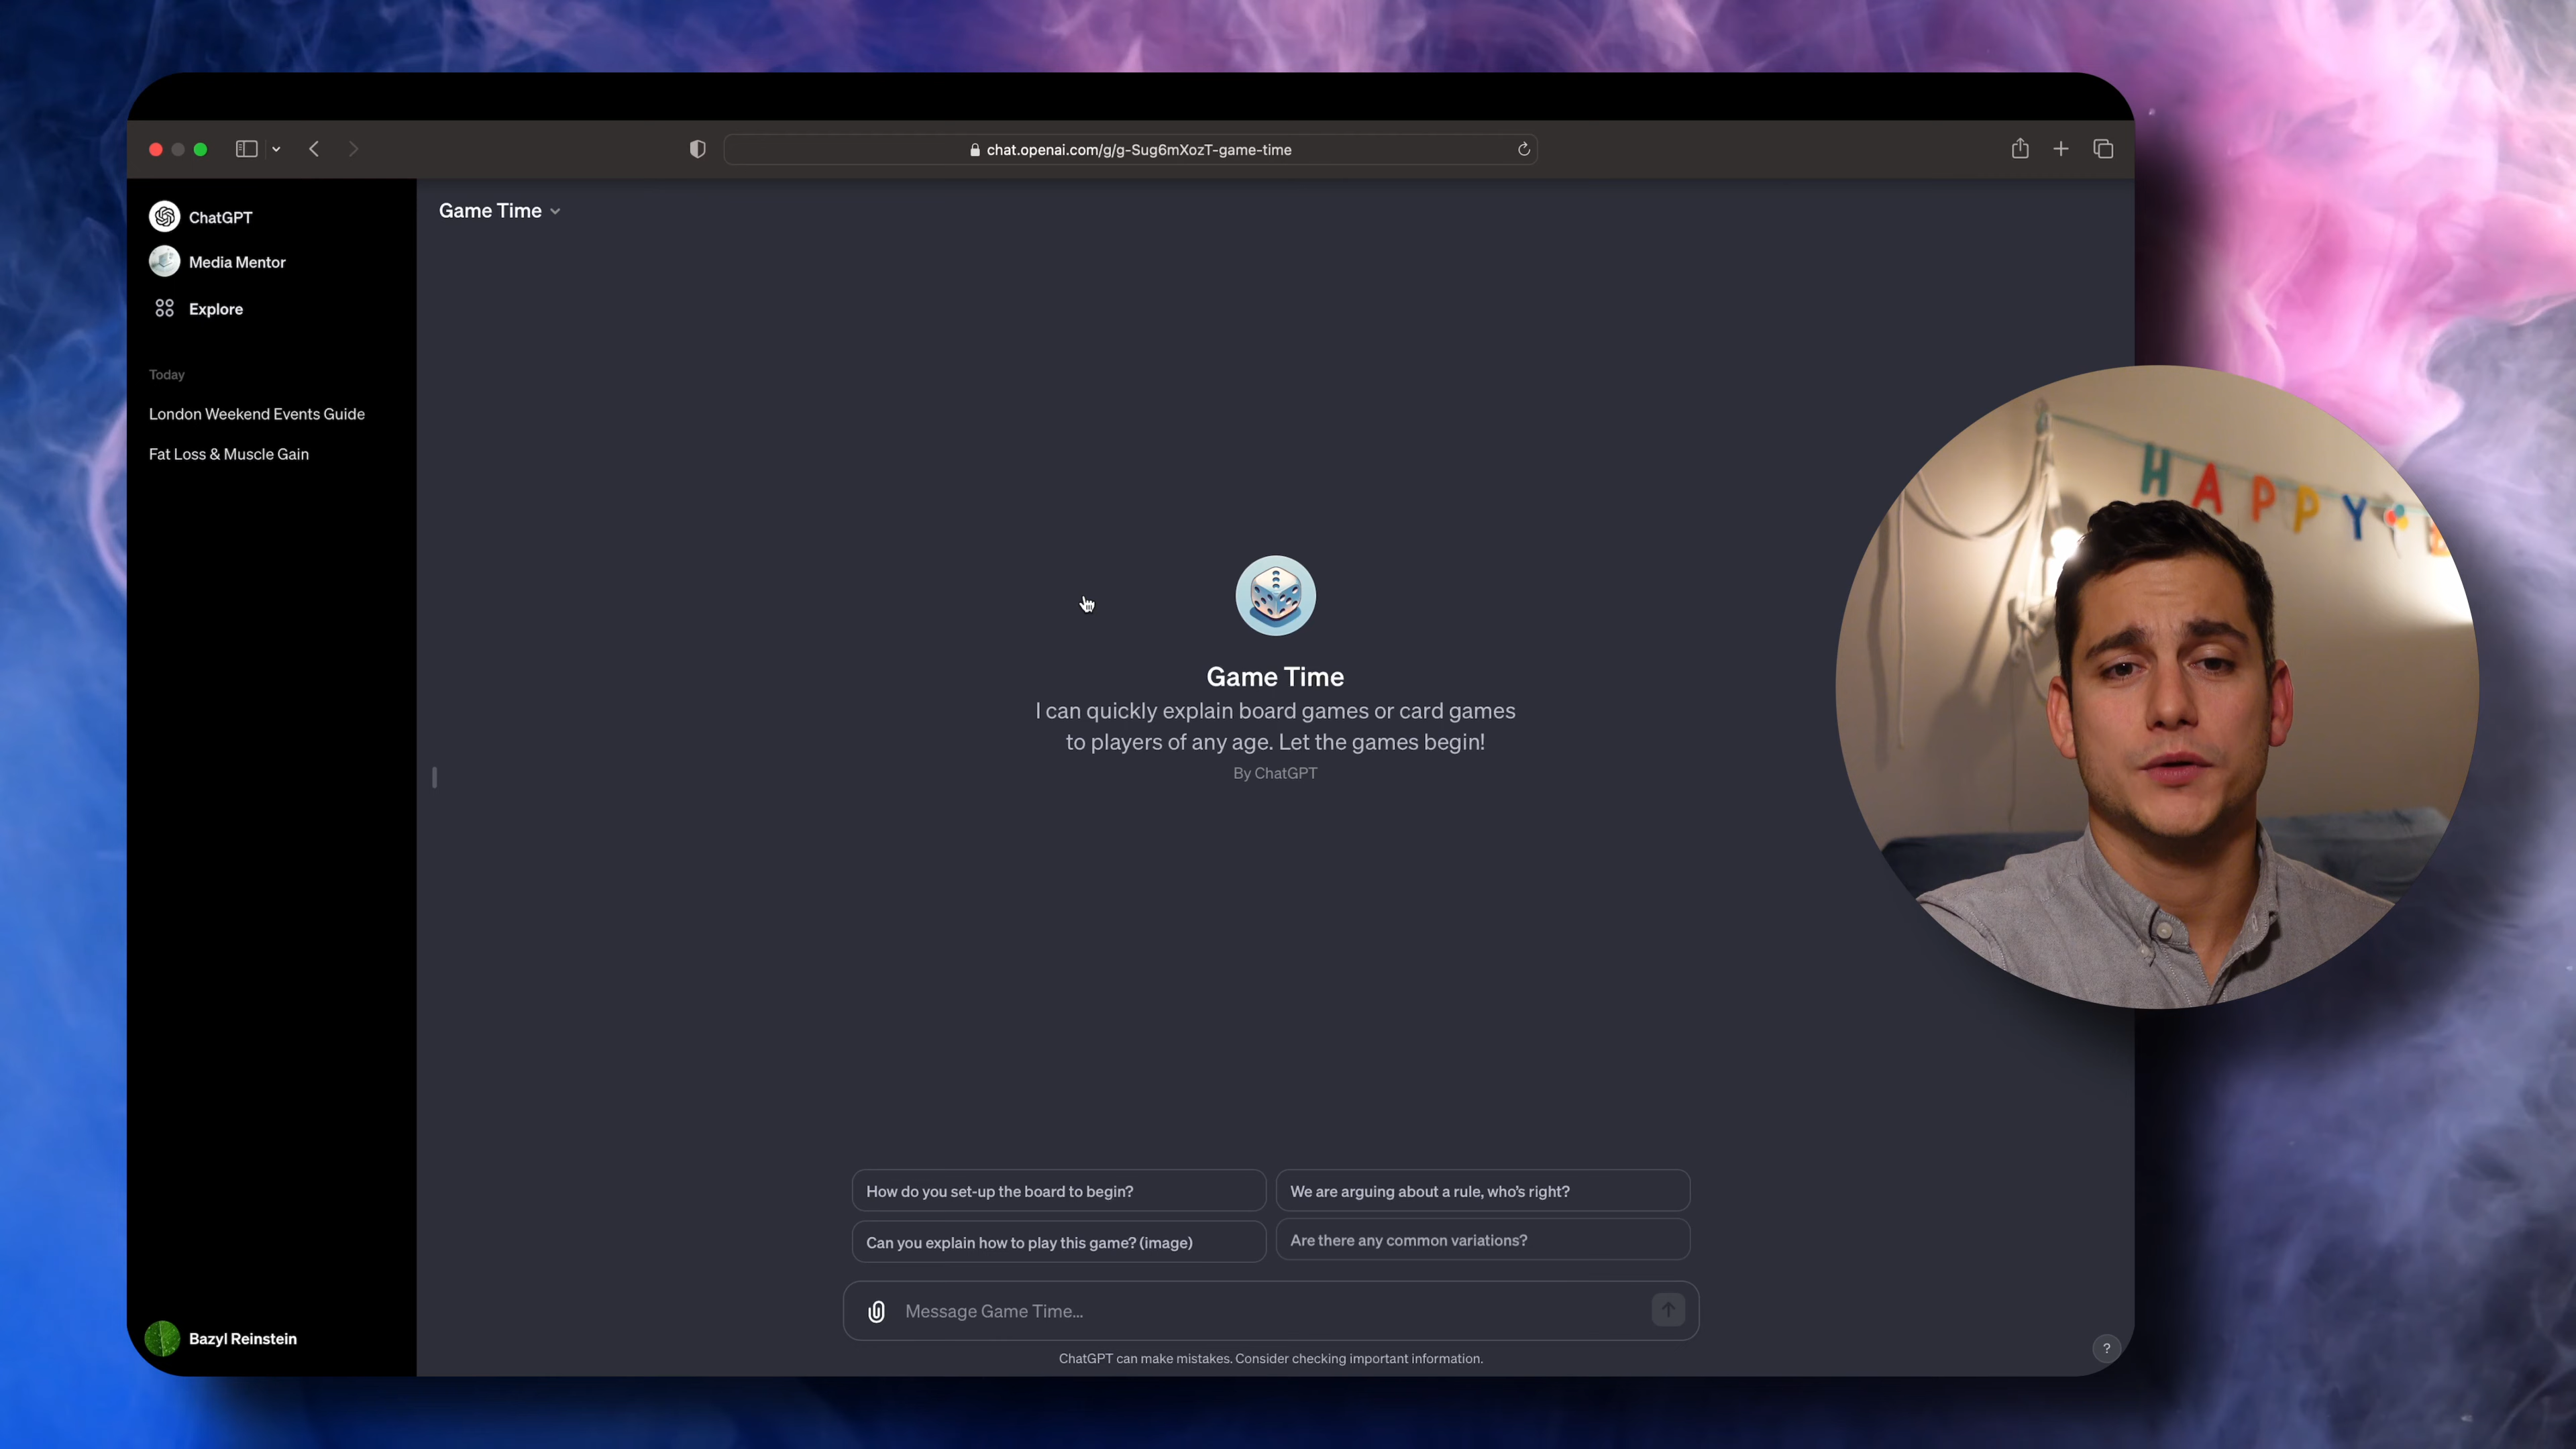 chat.openai.com/g/g-Sug6mXozT-game-time
ChatGPT
Media Mentor
Explore
Today
London Weekend Events Guide
Fat Loss & Muscle Gain
Bazyl Reinstein
Game Time
Game Time
I can quickly explain board games or card games
to players of any age. Let the games begin!
By ChatGPT
How do you set-up the board to begin?
We are arguing about a rule, who's right?
Can you explain how to play this game? (image)
Are there any common variations?
Message Game Time...
ChatGPT can make mistakes. Consider checking important information.
?
HAPPY